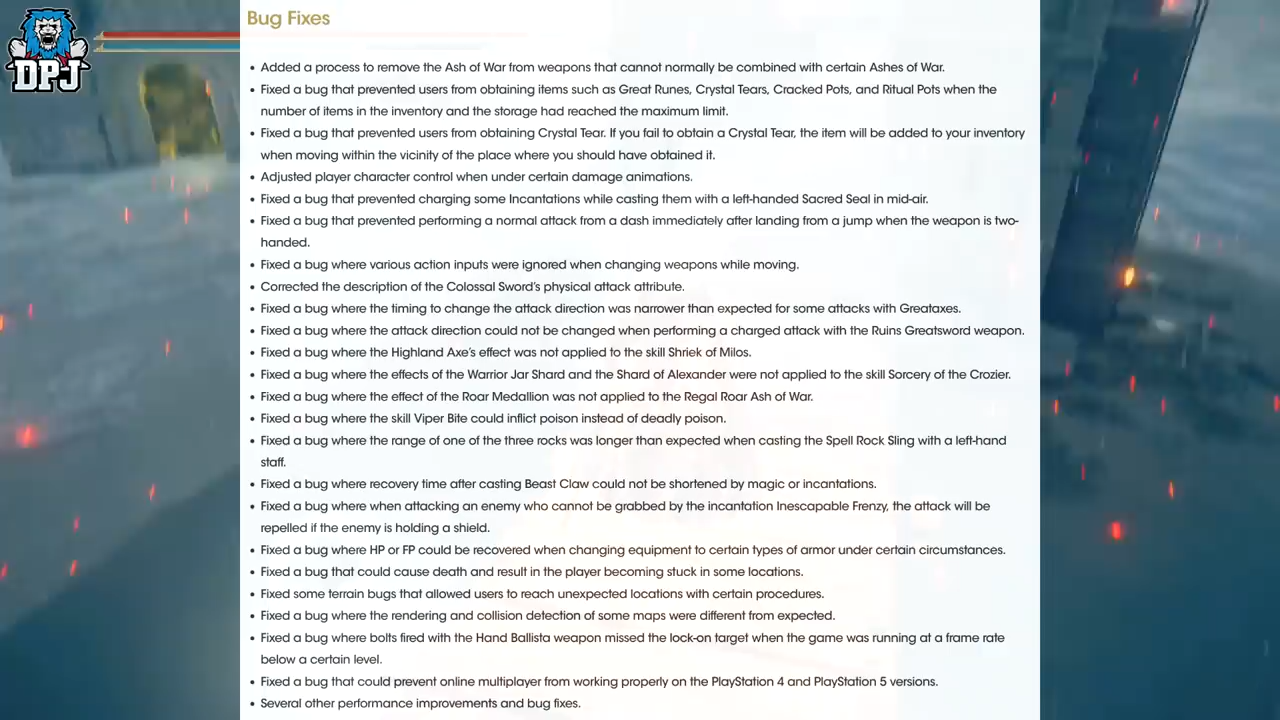 DPJ
Bug Fixes
• Added a process to remove the Ash of War from weapons that cannot normally be combined with certain Ashes of War.
• Fixed a bug that prevented users from obtaining items such as Great Runes, Crystal Tears, Cracked Pots, and Ritual Pots when the
number of items in the inventory and the storage had reached the maximum limit.
• Fixed a bug that prevented users from obtaining Crystal Tear. If you fail to obtain a Crystal Tear, the item will be added to your inventory
when moving within the vicinity of the place where you should have obtained it.
• Adjusted player character control when under certain damage animations.
• Fixed a bug that prevented charging some Incantations while casting them with a left-handed Sacred Seal in mid-air.
• Fixed a bug that prevented performing a normal attack from a dash immediately after landing from a jump when the weapon is two-
handed.
• Fixed a bug where various action inputs were ignored when changing weapons while moving.
• Corrected the description of the Colossal Sword's physical attack attribute.
• Fixed a bug where the timing to change the attack direction was narrower than expected for some attacks with Greataxes.
• Fixed a bug where the attack direction could not be changed when performing a charged attack with the Ruins Greatsword weapon.
• Fixed a bug where the Highland Axe's effect was not applied to the skill Shriek of Milos.
• Fixed a bug where the effects of the Warrior Jar Shard and the Shard of Alexander were not applied to the skill Sorcery of the Crozier.
• Fixed a bug where the effect of the Roar Medallion was not applied to the Regal Roar Ash of War.
• Fixed a bug where the skill Viper Bite could inflict poison instead of deadly poison.
• Fixed a bug where the range of one of the three rocks was longer than expected when casting the Spell Rock Sling with a left-hand
staff.
• Fixed a bug where recovery time after casting Beast Claw could not be shortened by magic or incantations.
• Fixed a bug where when attacking an enemy who cannot be grabbed by the incantation Inescapable Frenzy, the attack will be
repelled if the enemy is holding a shield.
• Fixed a bug where HP or FP could be recovered when changing equipment to certain types of armor under certain circumstances.
• Fixed a bug that could cause death and result in the player becoming stuck in some locations.
• Fixed some terrain bugs that allowed users to reach unexpected locations with certain procedures.
• Fixed a bug where the rendering and collision detection of some maps were different from expected.
• Fixed a bug where bolts fired with the Hand Ballista weapon missed the lock-on target when the game was running at a frame rate
below a certain level.
• Fixed a bug that could prevent online multiplayer from working properly on the PlayStation 4 and PlayStation 5 versions.
• Several other performance improvements and bug fixes.